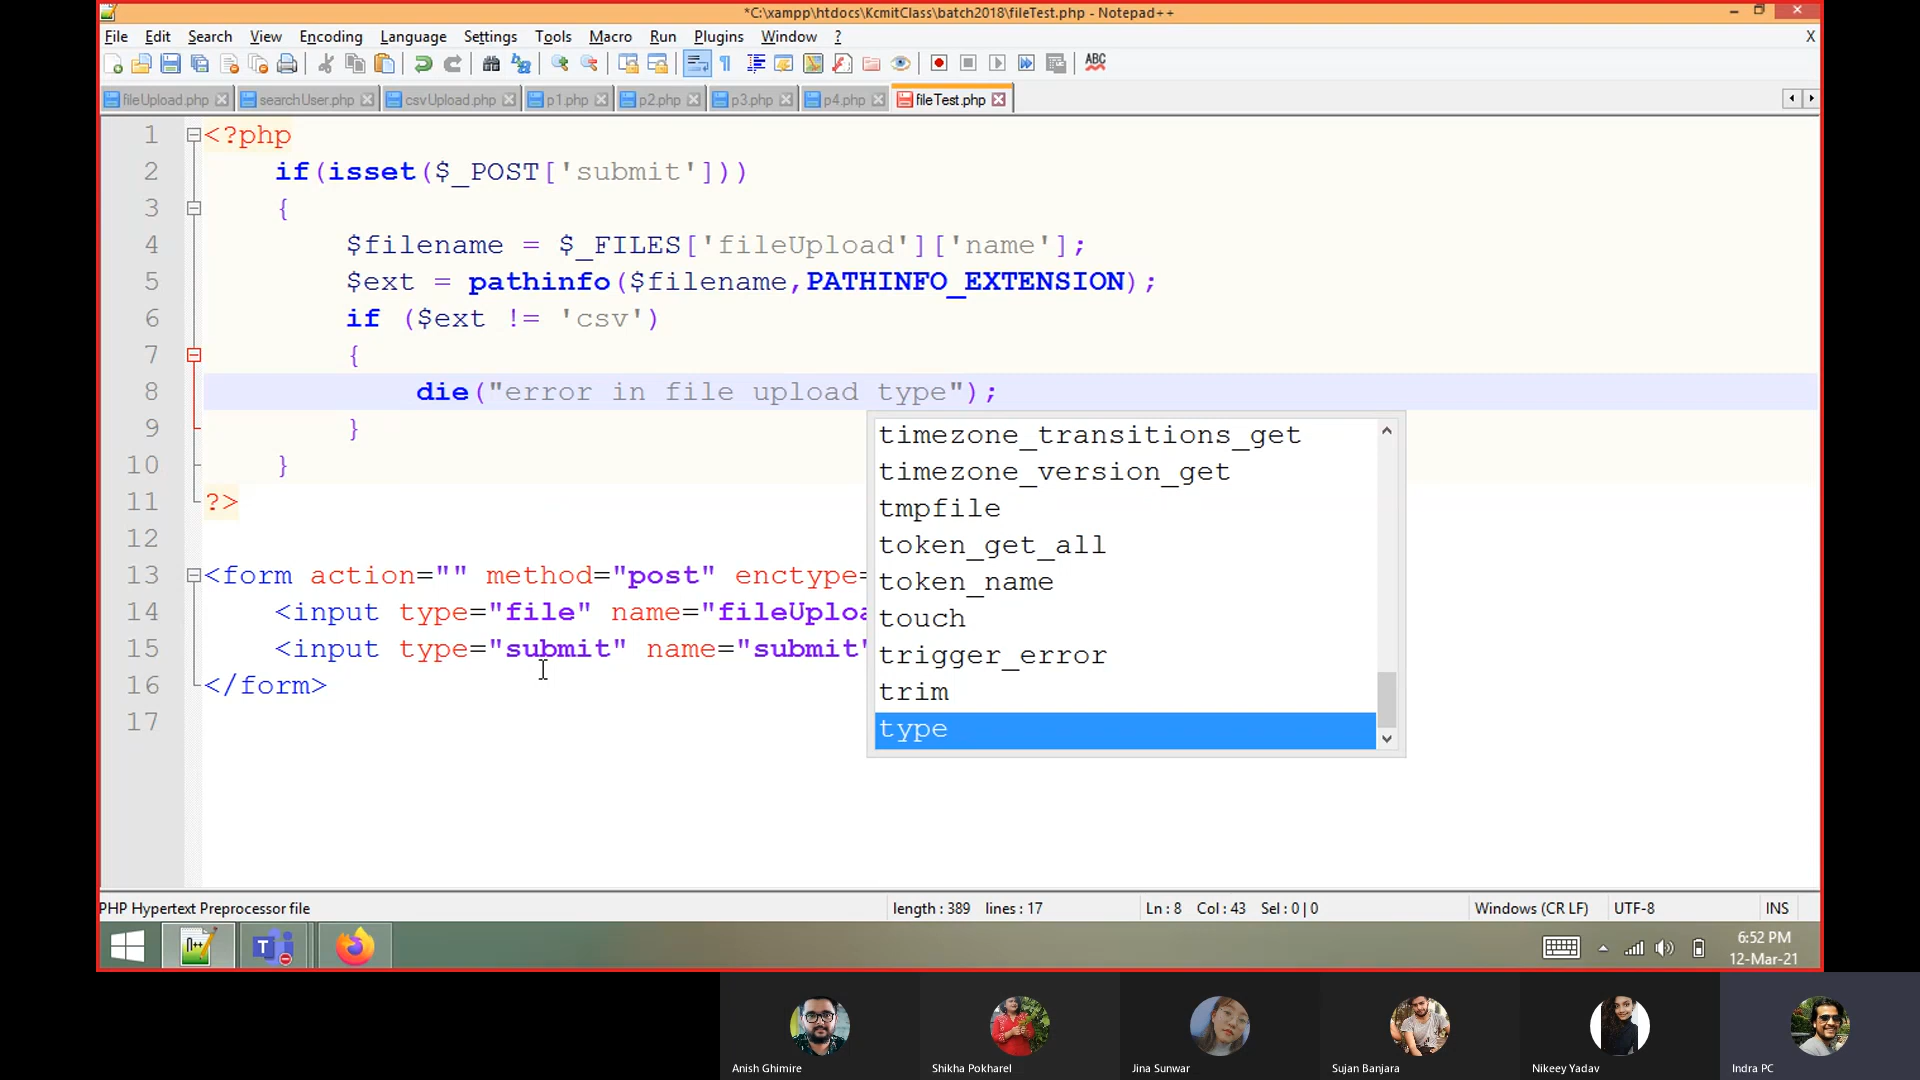 *C:\xampp\htdocs\KcmitClass\batch2018\fileTest.php - Notepad++
File Edit Search View Encoding Language Settings Tools Macro Run Plugins Window ? X
ABC
fileUpload.php searchUser.php csvUpload.php p1.php p2.php p3.php p4.php fileTest.php
1 <?php
2 if(isset($_POST['submit']))
3 {
4 $filename = $_FILES['fileUpload']['name'];
5 $ext = pathinfo($filename,PATHINFO_EXTENSION);
6 if ($ext != 'csv')
7 {
8 die("error in file upload type");
9 }
10 }
11 ?>
12
13 <form action="" method="post" enctype=
14 <input type="file" name="fileUploa
15 <input type="submit" name="submit"
16 </form>
17
timezone_transitions_get
timezone_version_get
tmpfile
token_get_all
token_name
touch
trigger_error
trim
type
PHP Hypertext Preprocessor file length : 389 lines : 17 Ln : 8 Col : 43 Sel : 0 | 0 Windows (CR LF) UTF-8 INS
6:52 PM
12-Mar-21
Anish Ghimire Shikha Pokharel Jina Sunwar Sujan Banjara Nikeey Yadav Indra PC